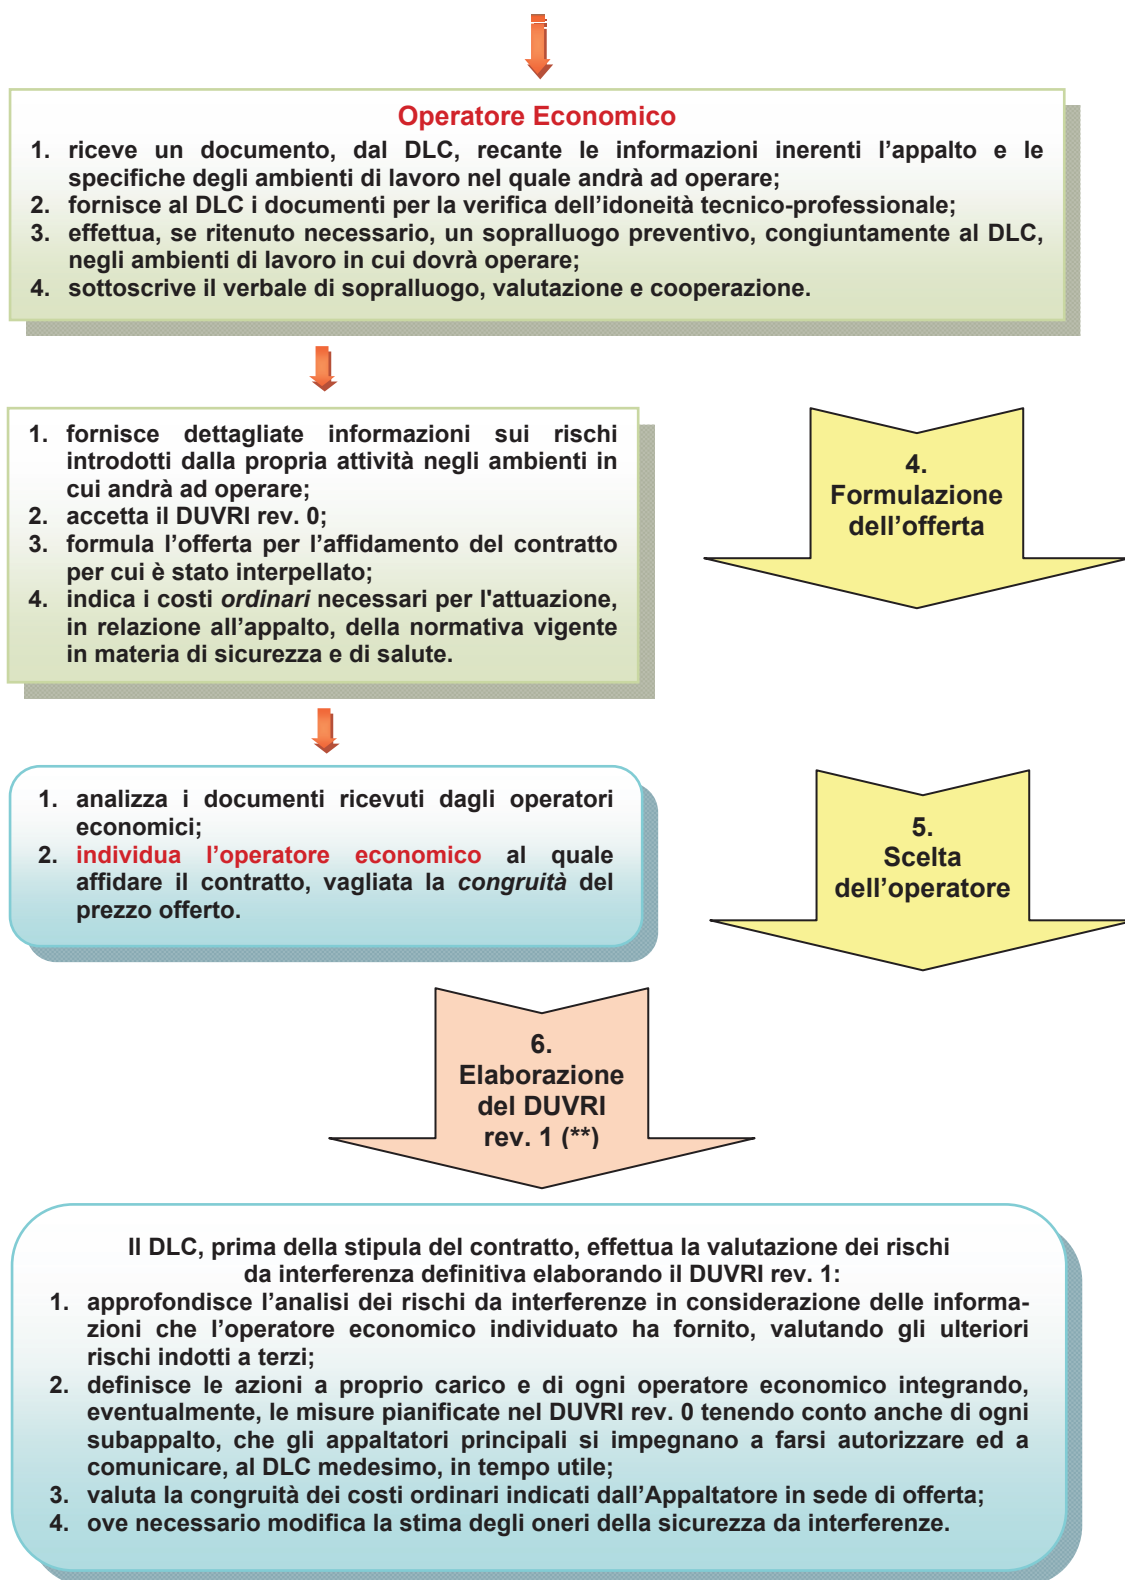 Operatore Economico
1. riceve un documento, dal DLC, recante le informazioni inerenti l’appalto e le
specifiche degli ambienti di lavoro nel quale andrà ad operare;
2. fornisce al DLC i documenti per la verifica dell’idoneità tecnico-professionale;
3. effettua, se ritenuto necessario, un sopralluogo preventivo, congiuntamente al DLC,
negli ambienti di lavoro in cui dovrà operare;
4. sottoscrive il verbale di sopralluogo, valutazione e cooperazione.
1. fornisce dettagliate informazioni sui rischi
introdotti dalla propria attività negli ambienti in
cui andrà ad operare;
2. accetta il DUVRI rev. 0;
3. formula l’offerta per l’affidamento del contratto
per cui è stato interpellato;
4. indica i costi ordinari necessari per l'attuazione,
in relazione all’appalto, della normativa vigente
in materia di sicurezza e di salute.
4.
Formulazione
dell’offerta
1. analizza i documenti ricevuti dagli operatori
economici;
2. individua l’operatore economico al quale
affidare il contratto, vagliata la congruità del
prezzo offerto.
5.
Scelta
dell’operatore
6.
Elaborazione
del DUVRI
rev. 1 (**)
Il DLC, prima della stipula del contratto, effettua la valutazione dei rischi
da interferenza definitiva elaborando il DUVRI rev. 1:
1. approfondisce l’analisi dei rischi da interferenze in considerazione delle informa-
zioni che l’operatore economico individuato ha fornito, valutando gli ulteriori
rischi indotti a terzi;
2. definisce le azioni a proprio carico e di ogni operatore economico integrando,
eventualmente, le misure pianificate nel DUVRI rev. 0 tenendo conto anche di ogni
subappalto, che gli appaltatori principali si impegnano a farsi autorizzare ed a
comunicare, al DLC medesimo, in tempo utile;
3. valuta la congruità dei costi ordinari indicati dall’Appaltatore in sede di offerta;
4. ove necessario modifica la stima degli oneri della sicurezza da interferenze.